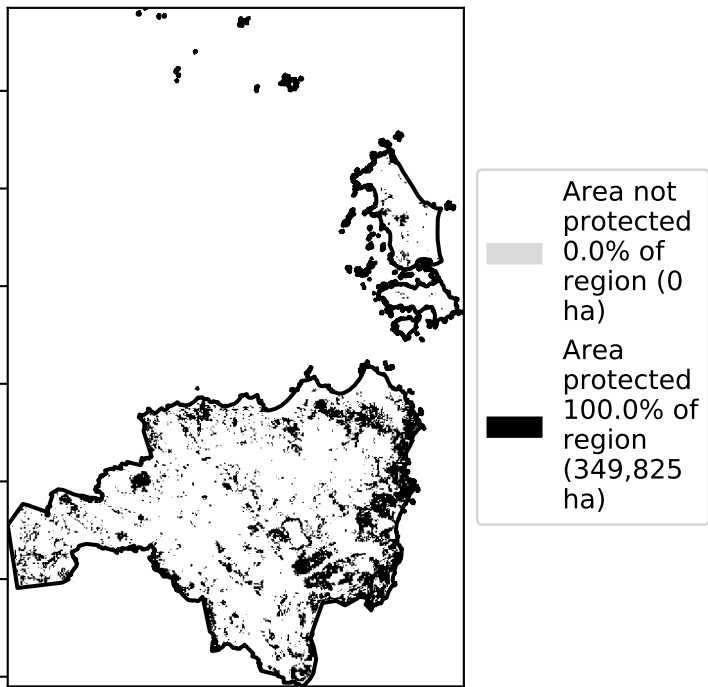 Area not
protected
0.0% of
region (0
ha)
Area
protected
100.0% of
region
(349,825
ha)